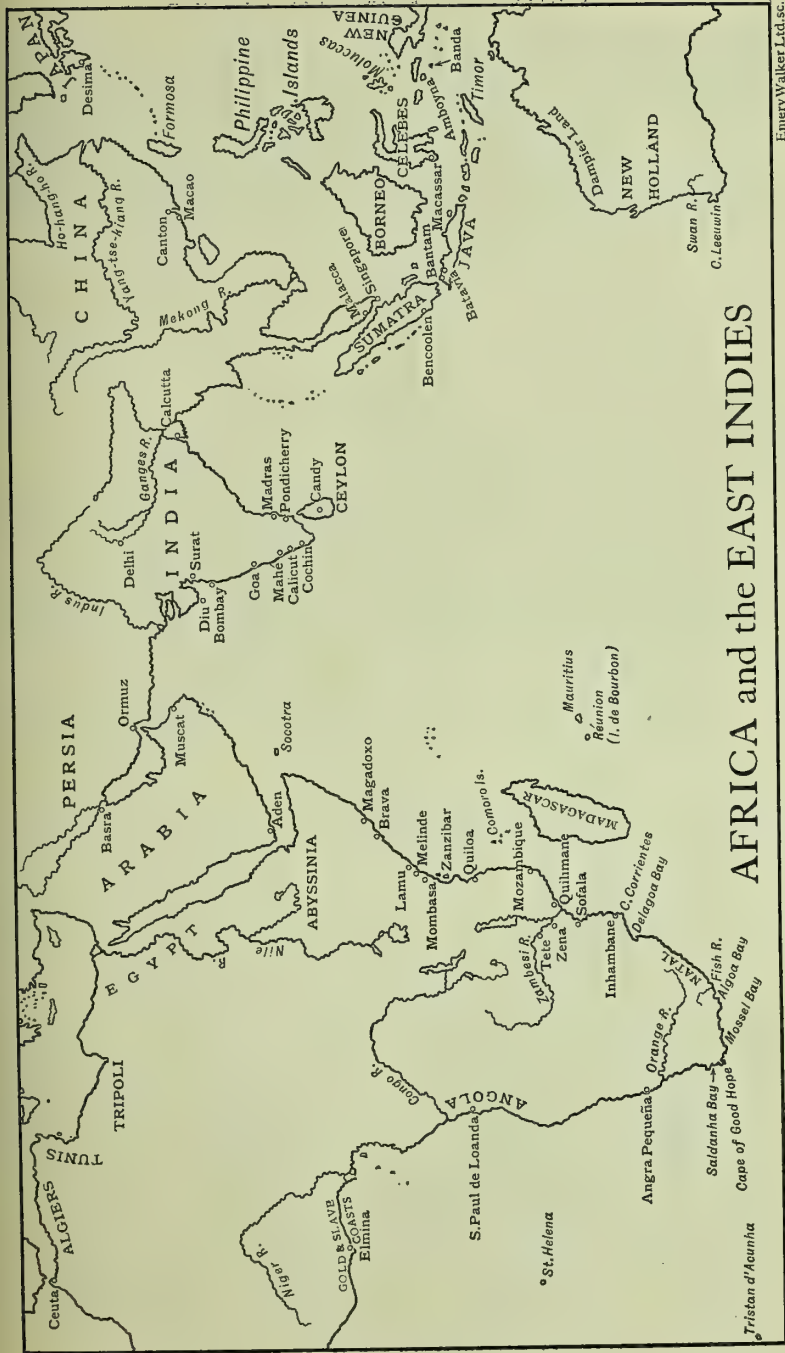 Ceuta
ALGIERS
TUNIS
TRIPOLI
EGYPT
Nile
ABYSSINIA
ARABIA
PERSIA
Basra
Ormuz
Muscat
Aden
Socotra
Magadoxo
Brava
Lamu
Melinde
Mombasa
Zanzibar
Quiloa
Comoro Is.
Mozambique
MADAGASCAR
Mauritius
Réunion
(I. de Bourbon)
Quilimane
Sofala
Zambesi R.
Tete
Zena
Inhambane
C. Corrientes
Delagoa Bay
NATAL
Fish R.
Algoa Bay
Mossel Bay
Orange R.
Angra Pequeña
Saldanha Bay
Cape of Good Hope
ANGOLA
S. Paul de Loanda
Congo R.
Niger R.
GOLD & SLAVE
COASTS
Elmina
St. Helena
Tristan d'Acunha
Indus R.
Delhi
Ganges R.
INDIA
Calcutta
Surat
Diu
Bombay
Goa
Mahe
Calicut
Cochin
Madras
Pondicherry
Candy
CEYLON
CHINA
Ho-hang-ho R.
Yang-tse-kiang R.
Mekong R.
Canton
Macao
Formosa
Desima
JAPAN
Philippine
Islands
Malacca
Singapore
SUMATRA
Bencoolen
BORNEO
Bantam
Batavia
JAVA
Macassar
CELEBES
Amboyna
Moluccas
NEW
GUINEA
Banda
Timor
Dampier Land
NEW
HOLLAND
Swan R.
C. Leeuwin
AFRICA and the EAST INDIES
Emery Walker Ltd. sc.